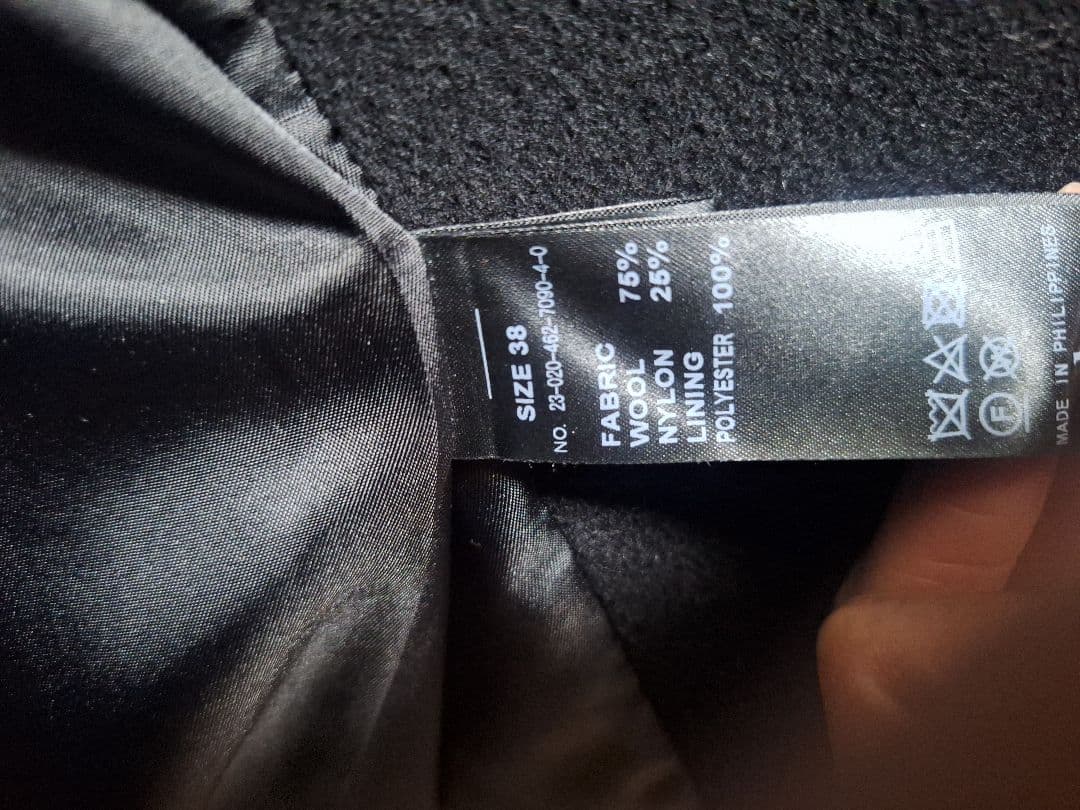 SIZE 38
NO. 23-020-462-7090-4-0
FABRIC
WOOL 75%
NYLON 25%
LINING
POLYESTER 100%
F W
MADE IN PHILIPPINES